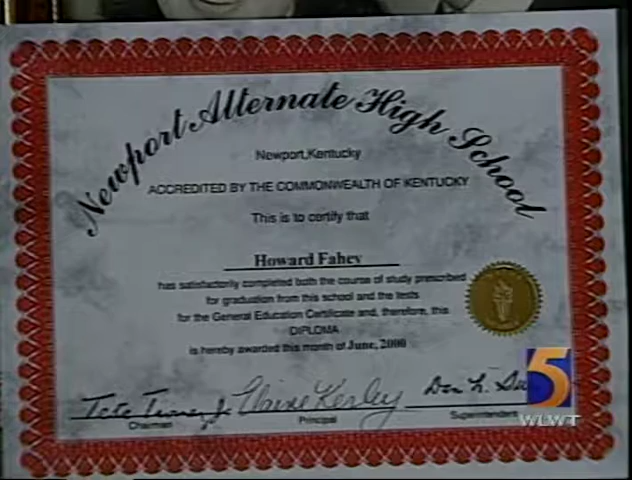 Newport Alternate High School
Newport, Kentucky
ACCREDITED BY THE COMMONWEALTH OF KENTUCKY
This is to certify that
Howard Fahey
has satisfactorily completed both the course of study prescribed
for graduation from this school and the tests
for the General Education Certificate and, therefore, this
DIPLOMA
is hereby awarded this month of June, 2000
Elaine Kerley
Chairman Principal Superintendent
5
WLWT